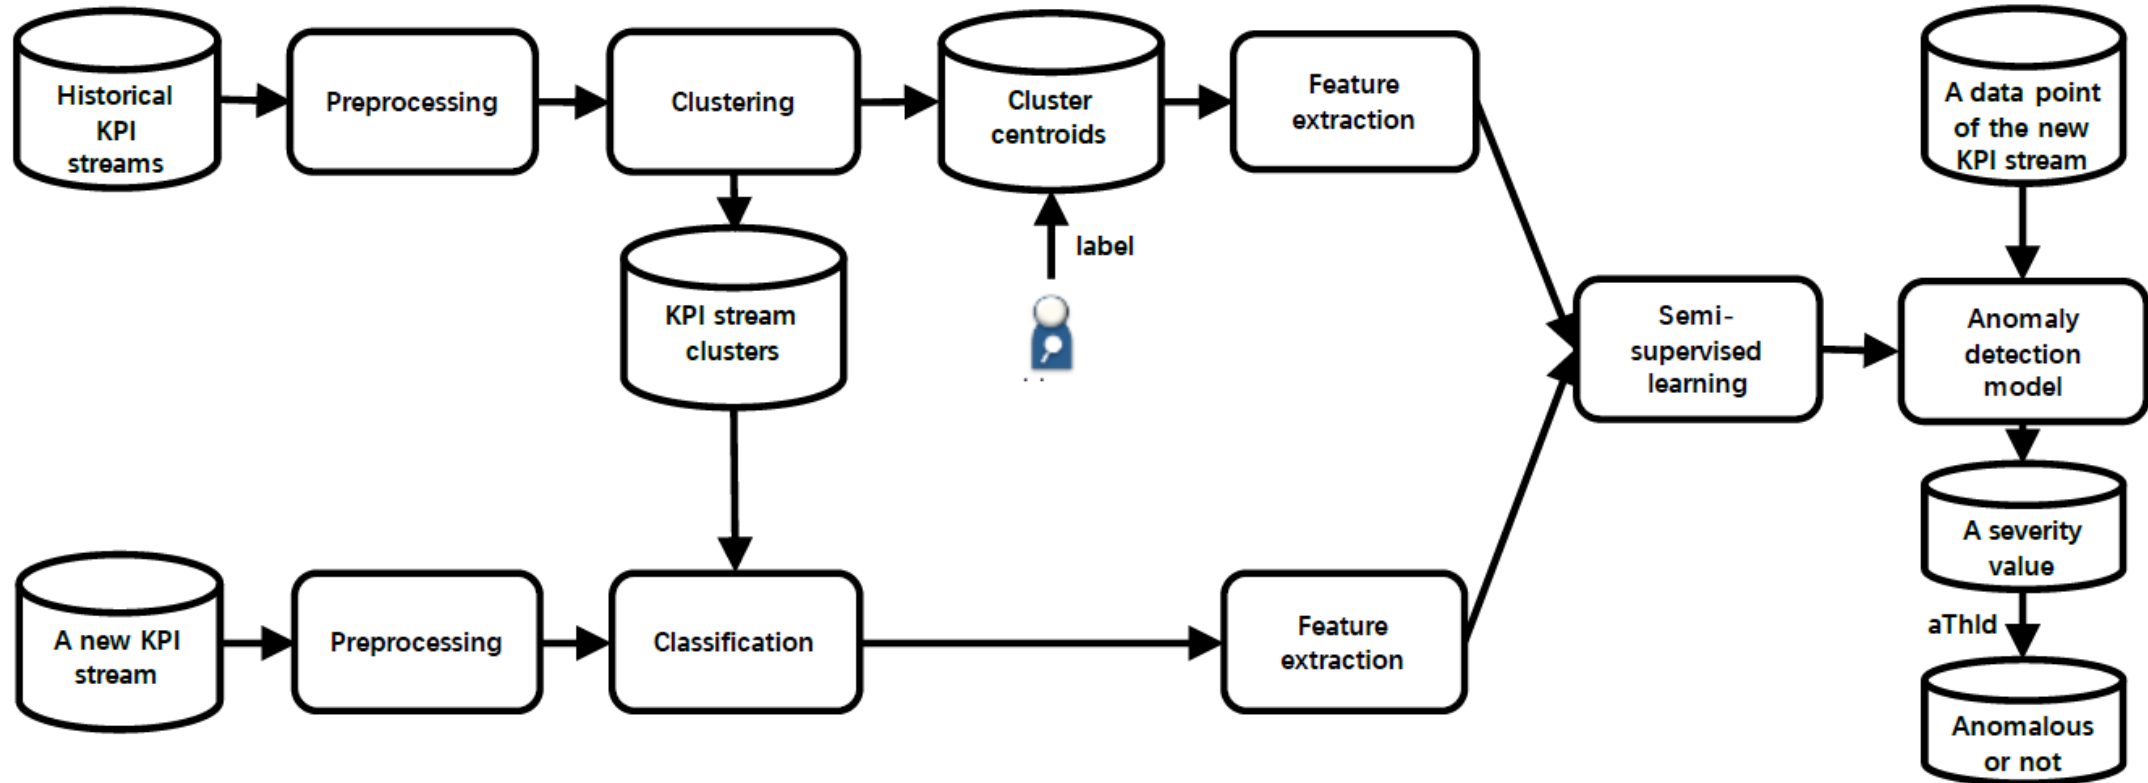 Historical
KPI
streams
Preprocessing
Clustering
Cluster
centroids
Feature
extraction
A data point
of the new
KPI stream
label
KPI stream
clusters
Semi-
supervised
learning
Anomaly
detection
model
A severity
value
aThld
A new KPI
stream
Preprocessing
Classification
Feature
extraction
Anomalous
or not